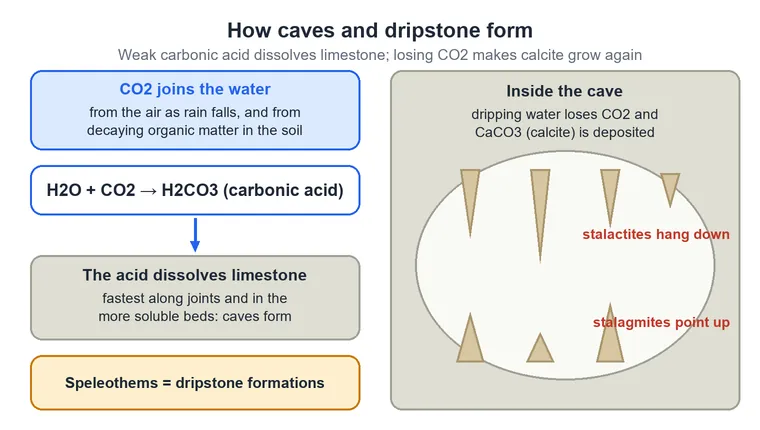 How caves and dripstone form
Weak carbonic acid dissolves limestone; losing CO2 makes calcite grow again
CO2 joins the water
from the air as rain falls, and from
decaying organic matter in the soil
H2O + CO2 → H2CO3 (carbonic acid)
The acid dissolves limestone
fastest along joints and in the
more soluble beds: caves form
Speleothems = dripstone formations
Inside the cave
dripping water loses CO2 and
CaCO3 (calcite) is deposited
stalactites hang down
stalagmites point up